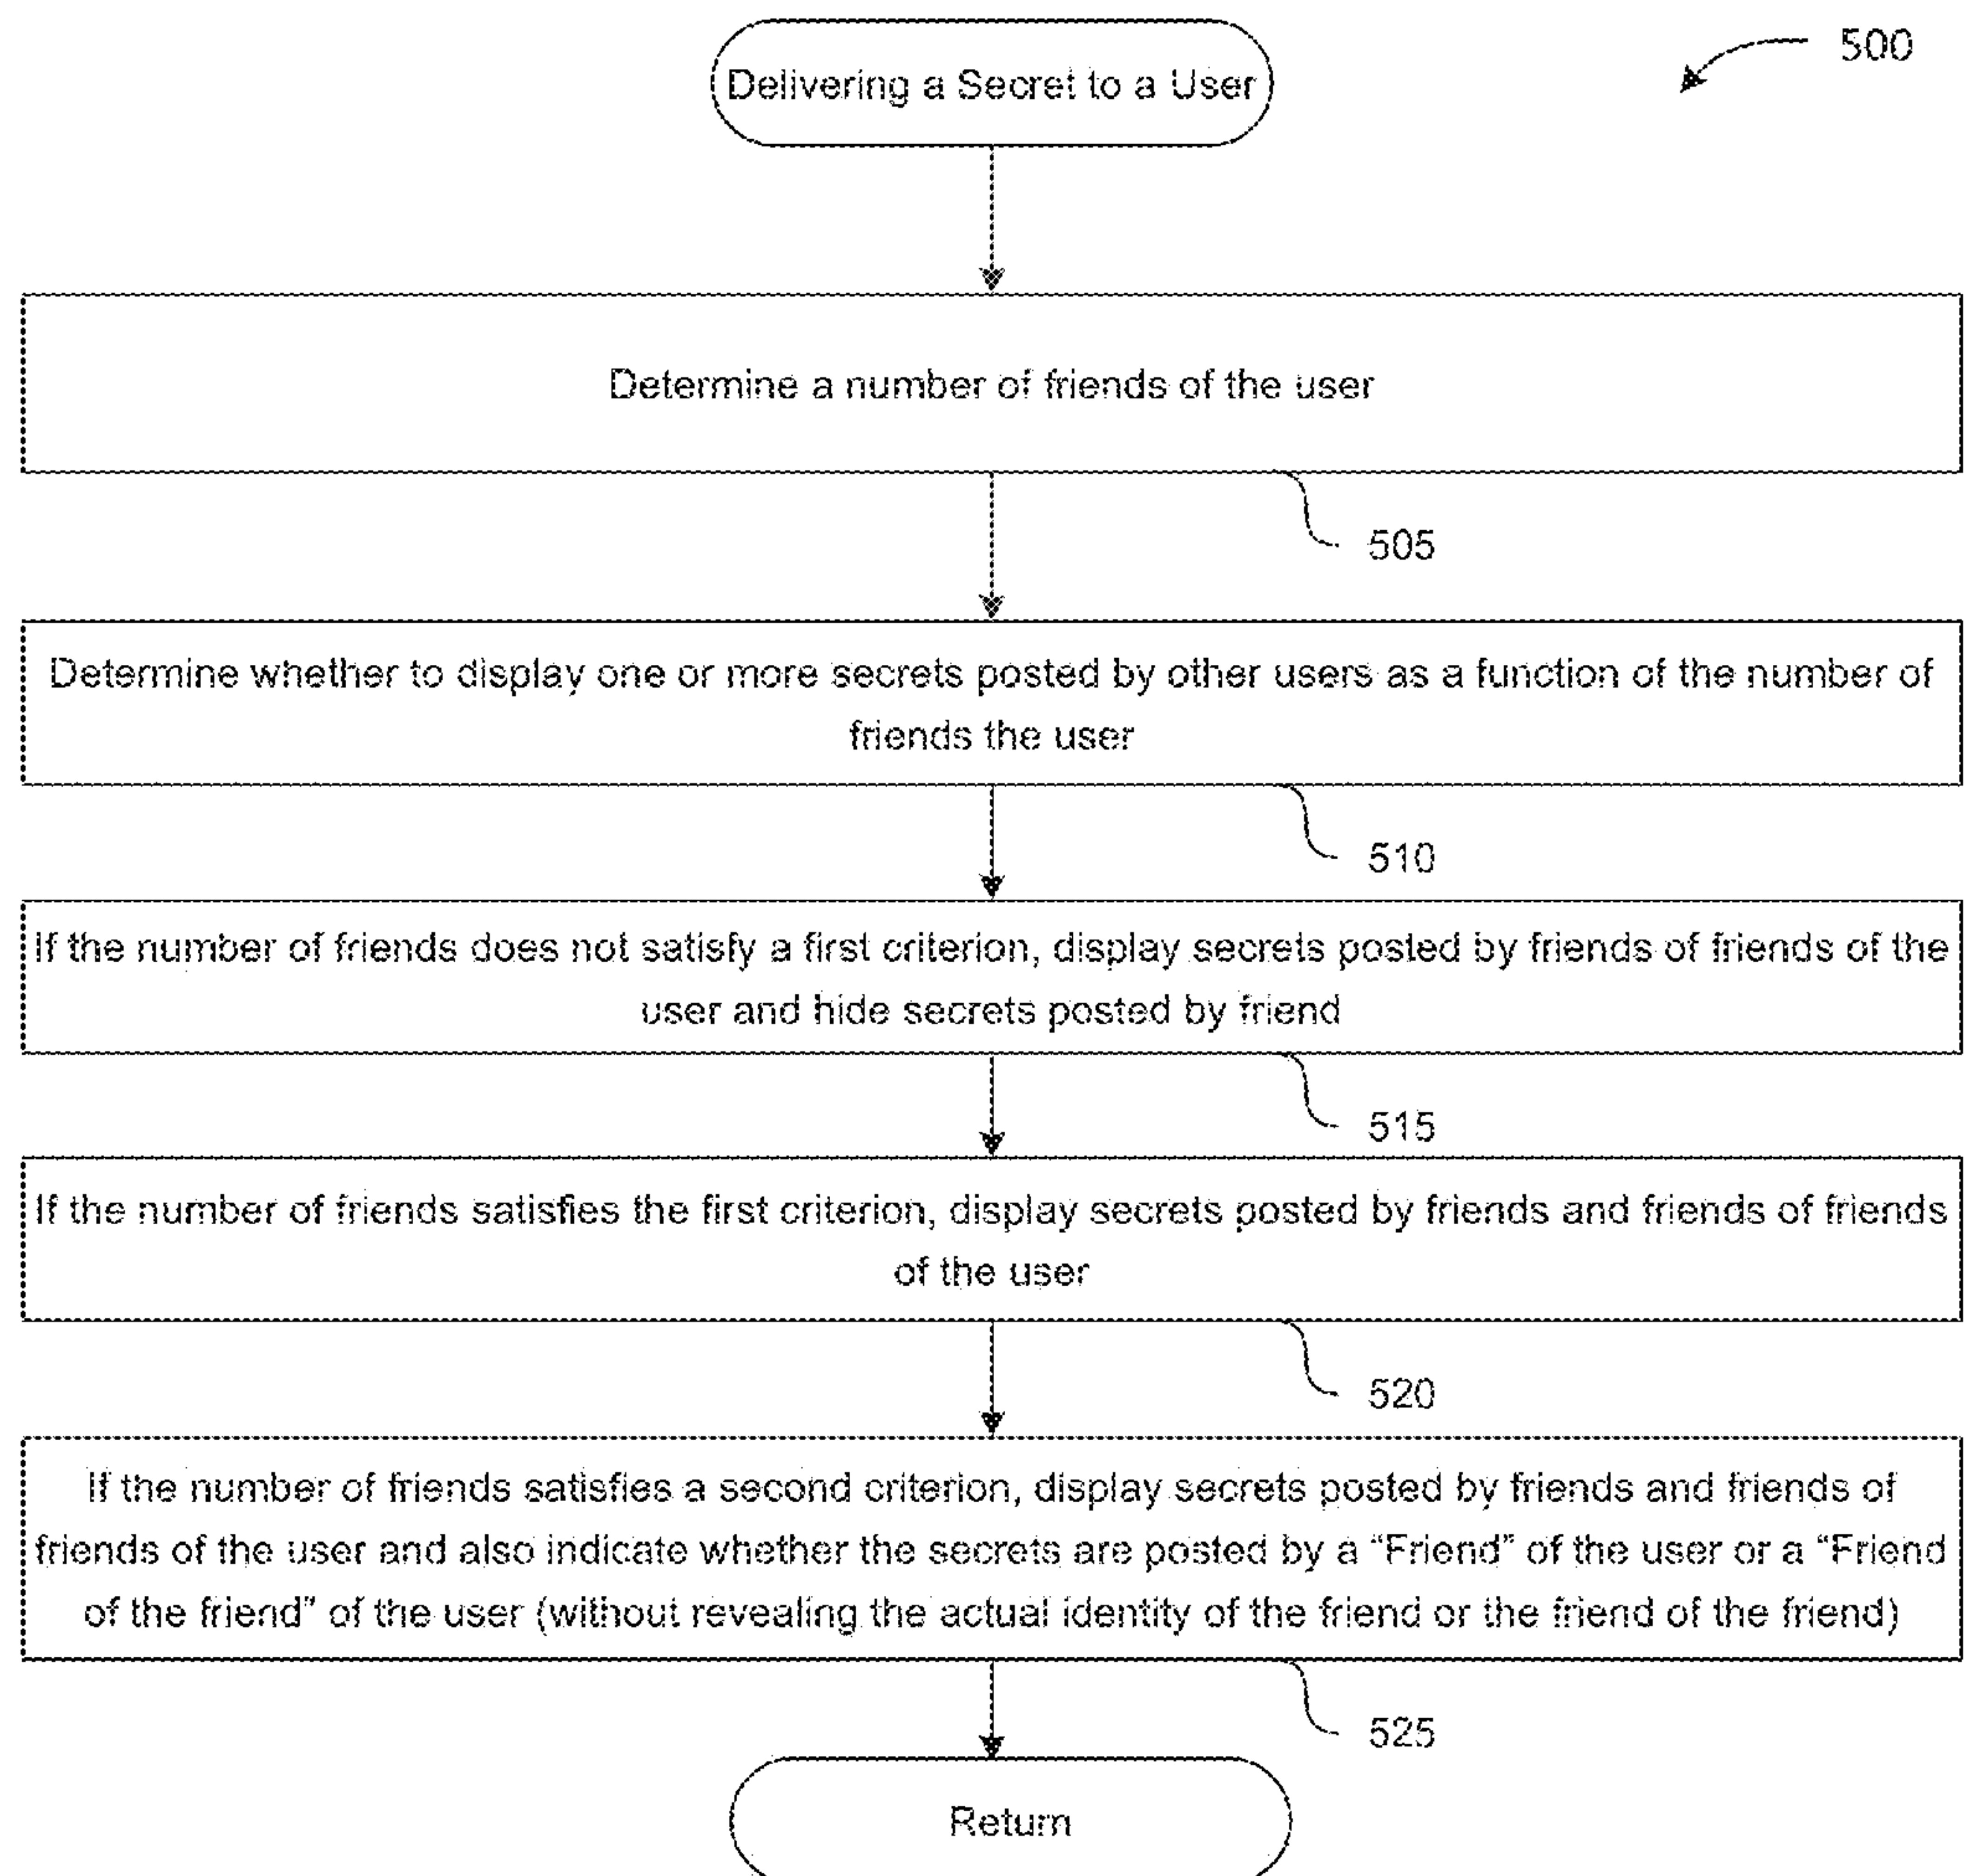 Delivering a Secret to a User
500
Determine a number of friends of the user
505
Determine whether to display one or more secrets posted by other users as a function of the number of
friends the user
510
If the number of friends does not satisfy a first criterion, display secrets posted by friends of friends of the
user and hide secrets posted by friend
515
If the number of friends satisfies the first criterion, display secrets posted by friends and friends of friends
of the user
520
If the number of friends satisfies a second criterion, display secrets posted by friends and friends of
friends of the user and also indicate whether the secrets are posted by a “Friend” of the user or a “Friend
of the friend” of the user (without revealing the actual identity of the friend or the friend of the friend)
525
Return